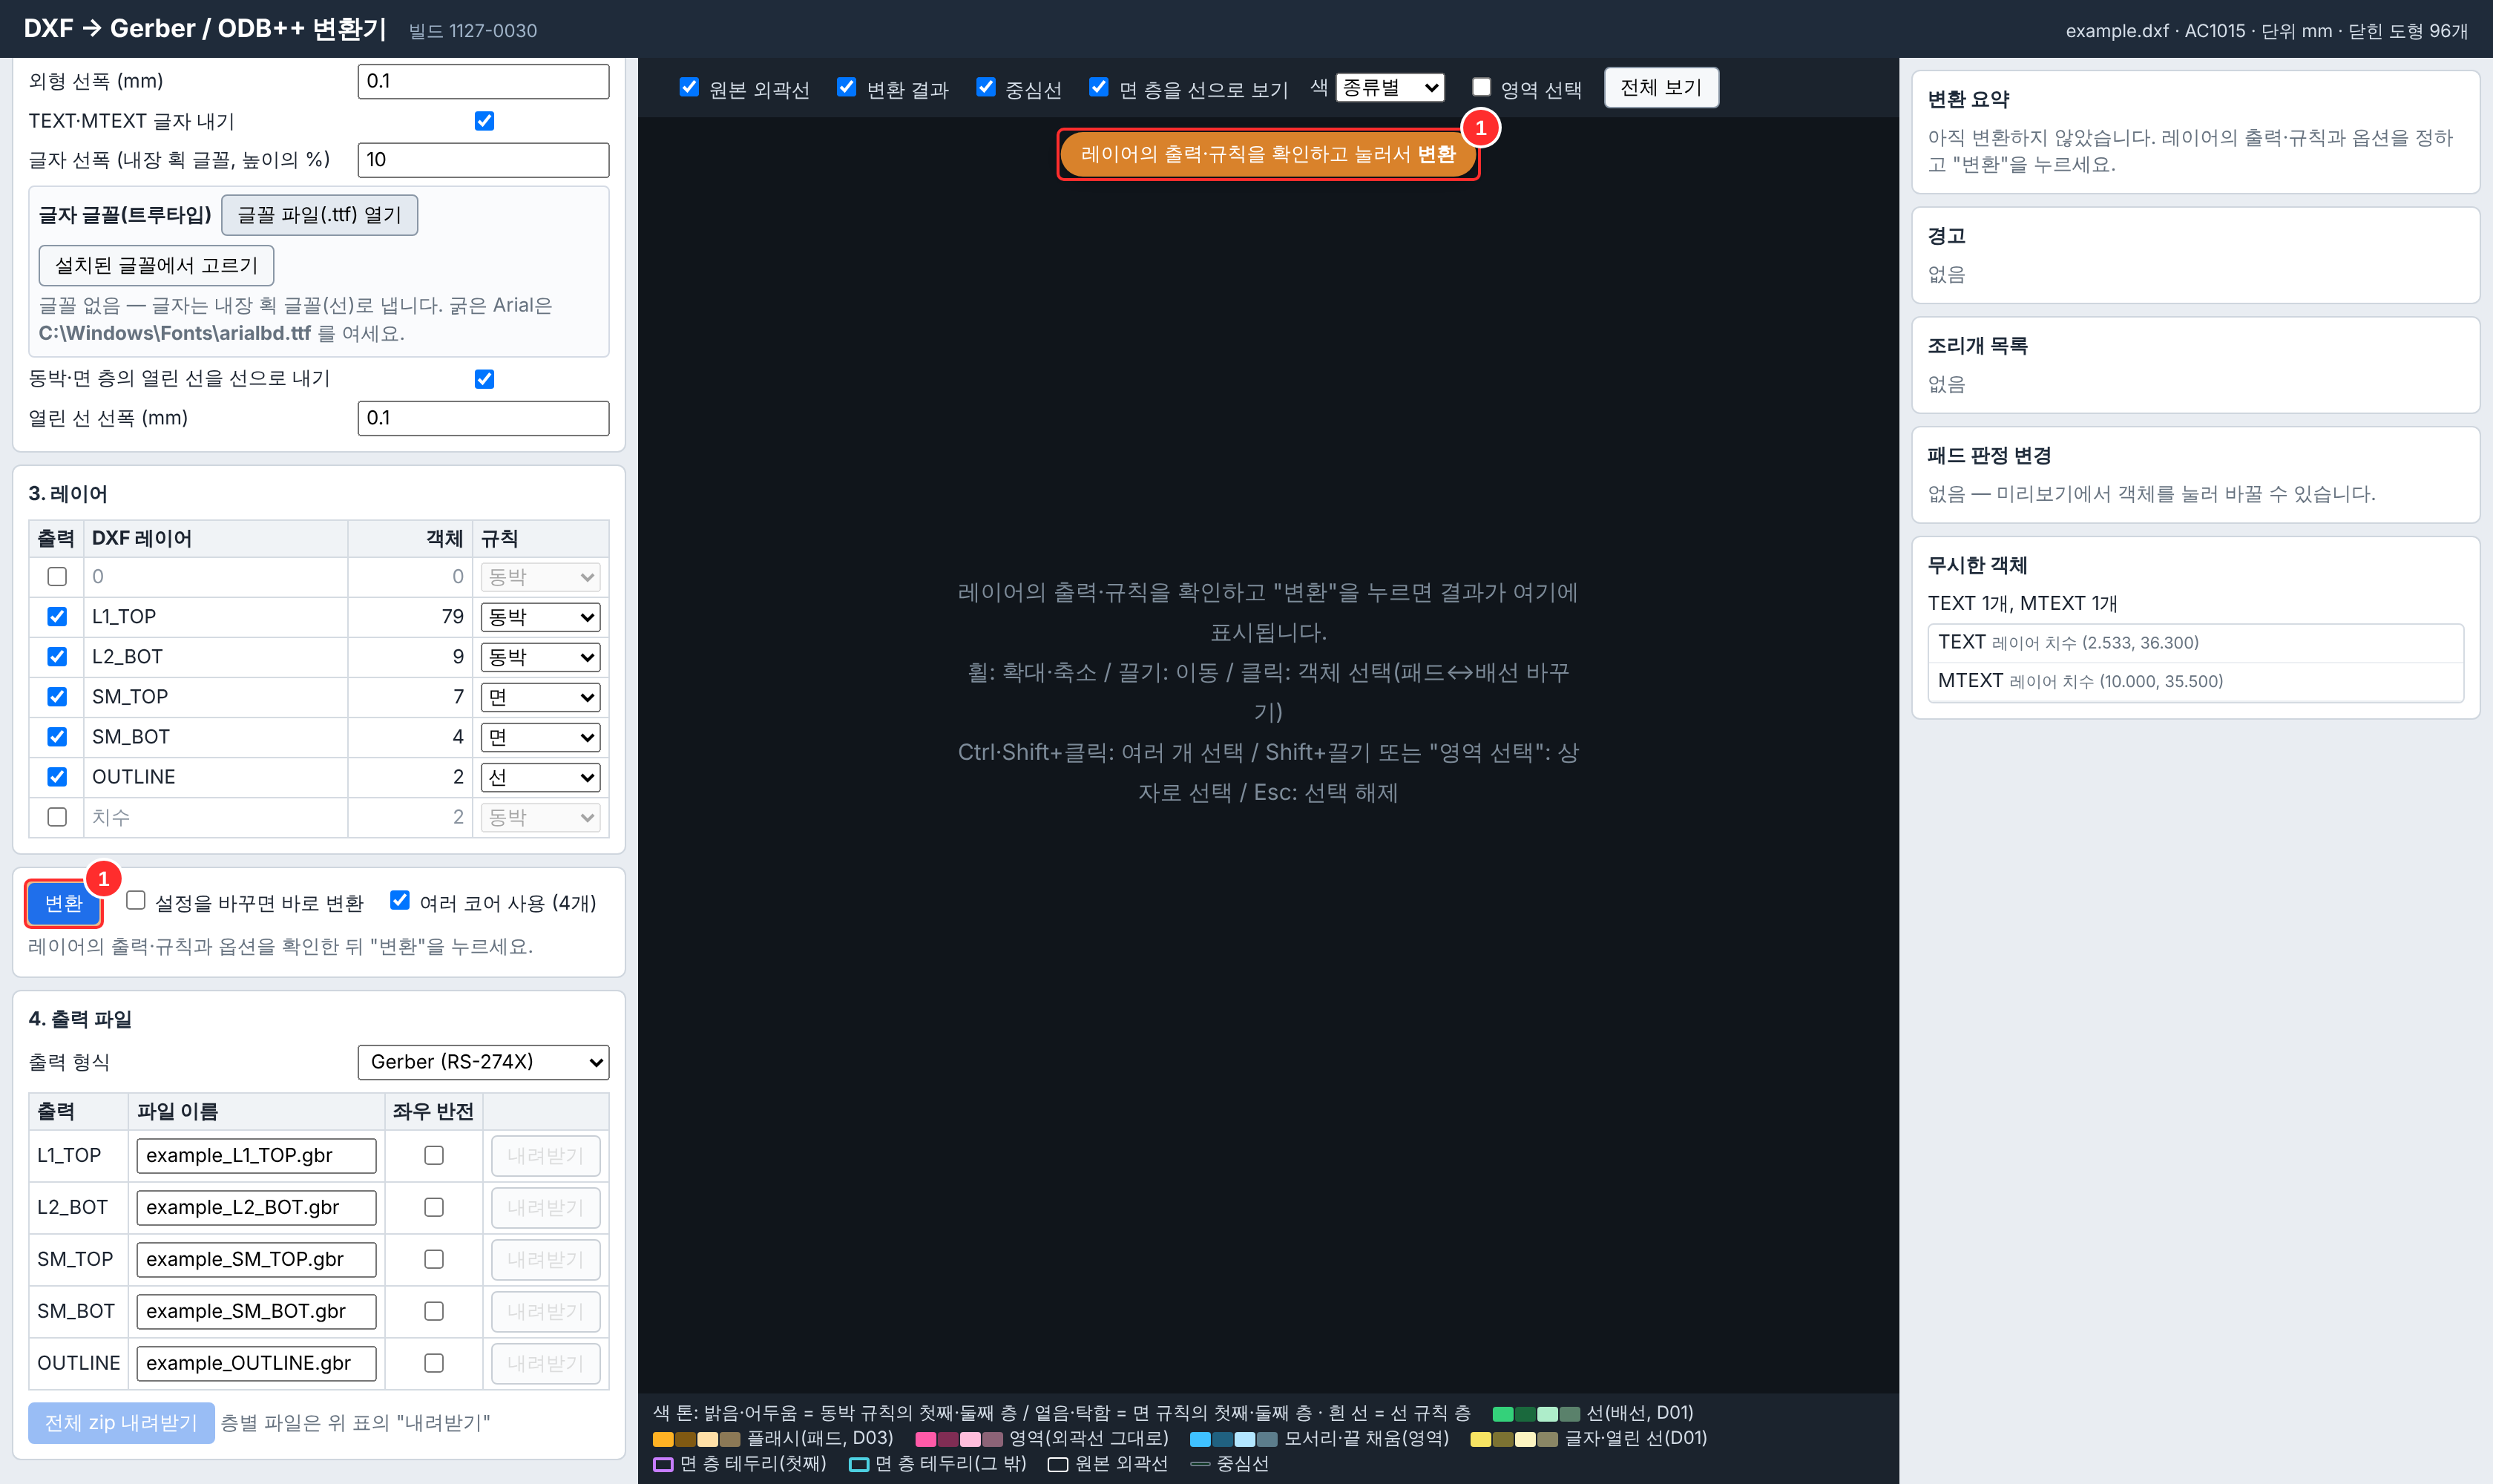 DXF → Gerber / ODB++ 변환기 빌드 1127-0030
example.dxf · AC1015 · 단위 mm · 닫힌 도형 96개
외형 선폭 (mm) 0.1
TEXT·MTEXT 글자 내기
글자 선폭 (내장 획 글꼴, 높이의 %) 10
글자 글꼴(트루타입) 글꼴 파일(.ttf) 열기
설치된 글꼴에서 고르기
글꼴 없음 — 글자는 내장 획 글꼴(선)로 냅니다. 굵은 Arial은
C:\Windows\Fonts\arialbd.ttf 를 여세요.
동박·면 층의 열린 선을 선으로 내기
열린 선 선폭 (mm) 0.1
3. 레이어
출력 DXF 레이어 객체 규칙
0 0 동박
L1_TOP 79 동박
L2_BOT 9 동박
SM_TOP 7 면
SM_BOT 4 면
OUTLINE 2 선
치수 2 동박
1
변환 설정을 바꾸면 바로 변환 여러 코어 사용 (4개)
레이어의 출력·규칙과 옵션을 확인한 뒤 "변환"을 누르세요.
4. 출력 파일
출력 형식 Gerber (RS-274X)
출력 파일 이름 좌우 반전
L1_TOP example_L1_TOP.gbr 내려받기
L2_BOT example_L2_BOT.gbr 내려받기
SM_TOP example_SM_TOP.gbr 내려받기
SM_BOT example_SM_BOT.gbr 내려받기
OUTLINE example_OUTLINE.gbr 내려받기
전체 zip 내려받기 층별 파일은 위 표의 "내려받기"
원본 외곽선 변환 결과 중심선 면 층을 선으로 보기 색 종류별 영역 선택 전체 보기
1
레이어의 출력·규칙을 확인하고 눌러서 변환
레이어의 출력·규칙을 확인하고 "변환"을 누르면 결과가 여기에
표시됩니다.
휠: 확대·축소 / 끌기: 이동 / 클릭: 객체 선택(패드↔배선 바꾸
기)
Ctrl·Shift+클릭: 여러 개 선택 / Shift+끌기 또는 "영역 선택": 상
자로 선택 / Esc: 선택 해제
색 톤: 밝음·어두움 = 동박 규칙의 첫째·둘째 층 / 옅음·탁함 = 면 규칙의 첫째·둘째 층 · 흰 선 = 선 규칙 층 선(배선, D01)
플래시(패드, D03) 영역(외곽선 그대로) 모서리·끝 채움(영역) 글자·열린 선(D01)
면 층 테두리(첫째) 면 층 테두리(그 밖) 원본 외곽선 중심선
변환 요약
아직 변환하지 않았습니다. 레이어의 출력·규칙과 옵션을 정하
고 "변환"을 누르세요.
경고
없음
조리개 목록
없음
패드 판정 변경
없음 — 미리보기에서 객체를 눌러 바꿀 수 있습니다.
무시한 객체
TEXT 1개, MTEXT 1개
TEXT 레이어 치수 (2.533, 36.300)
MTEXT 레이어 치수 (10.000, 35.500)